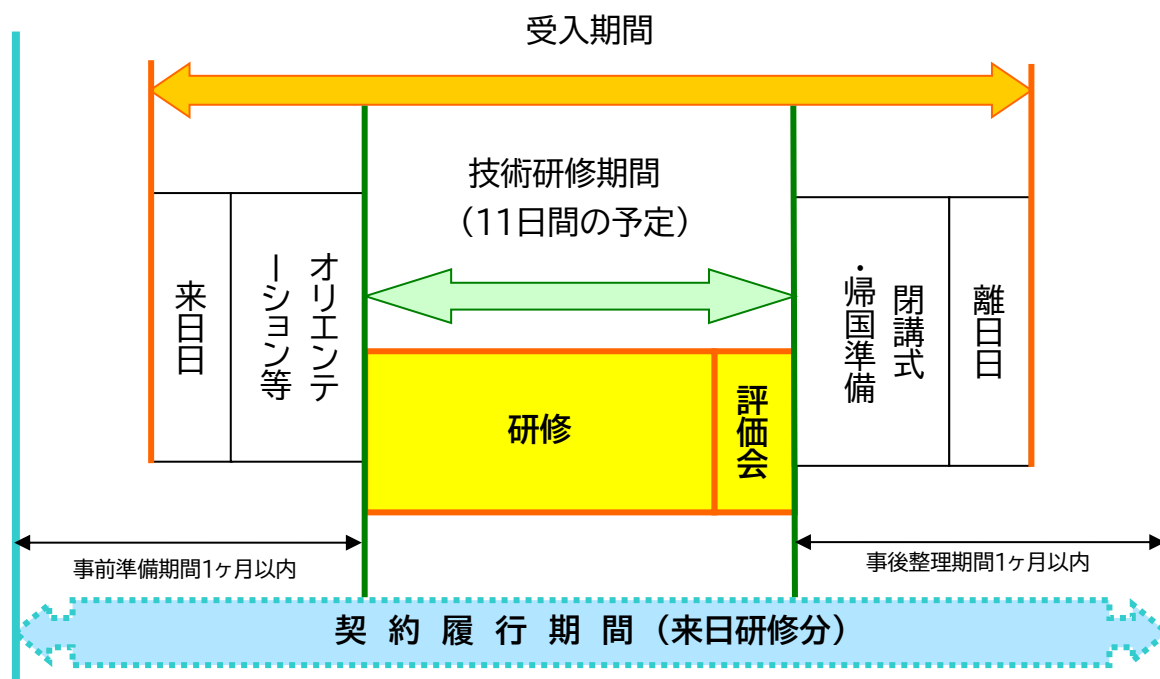 受入期間
技術研修期間
（11日間の予定）
来日日
オリエンテ
ーション等
研修
評価会
閉講式
・帰国準備
離日日
事前準備期間1ヶ月以内
事後整理期間1ヶ月以内
契 約 履 行 期 間（来日研修分）